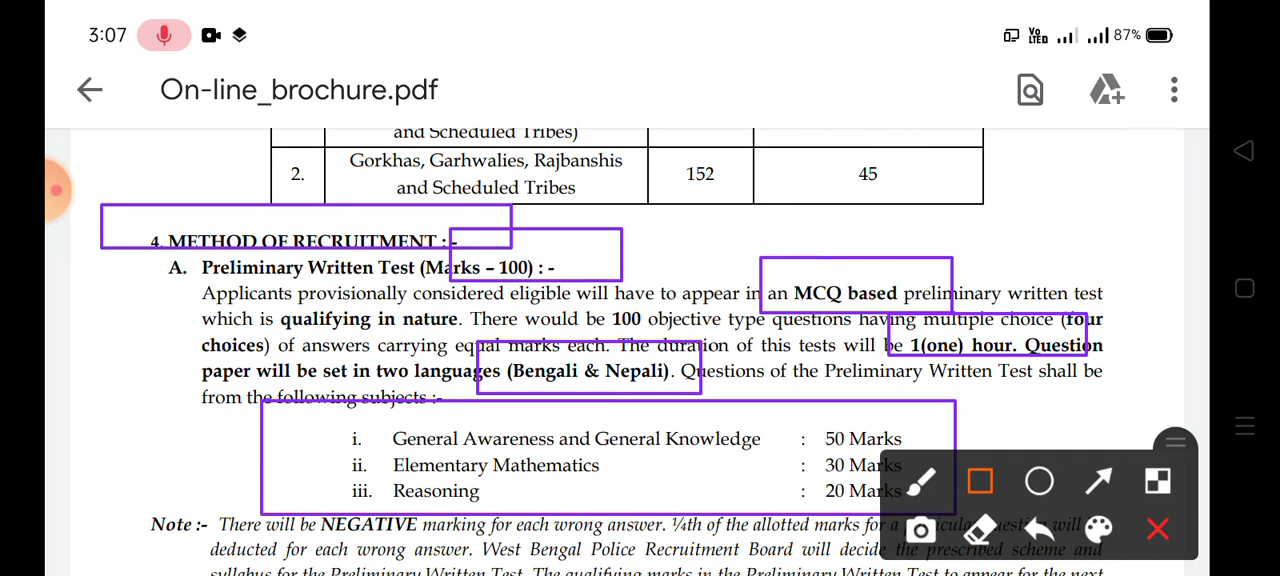 3:07
Vo LTED
87%
On-line_brochure.pdf
and Scheduled Tribes)
2. Gorkhas, Garhwalies, Rajbanshis and Scheduled Tribes 152 45
4. METHOD OF RECRUITMENT : -
A. Preliminary Written Test (Marks – 100) : -
Applicants provisionally considered eligible will have to appear in an MCQ based preliminary written test
which is qualifying in nature. There would be 100 objective type questions having multiple choice (four
choices) of answers carrying equal marks each. The duration of this tests will be 1(one) hour. Question
paper will be set in two languages (Bengali & Nepali). Questions of the Preliminary Written Test shall be
from the following subjects :-
i. General Awareness and General Knowledge : 50 Marks
ii. Elementary Mathematics : 30 Marks
iii. Reasoning : 20 Marks
Note :- There will be NEGATIVE marking for each wrong answer. ¼th of the allotted marks for a will
deducted for each wrong answer. West Bengal Police Recruitment Board will decide the prescribed scheme and
syllabus for the Preliminary Written Test. The qualifying marks in the Preliminary Written Test to appear for the next